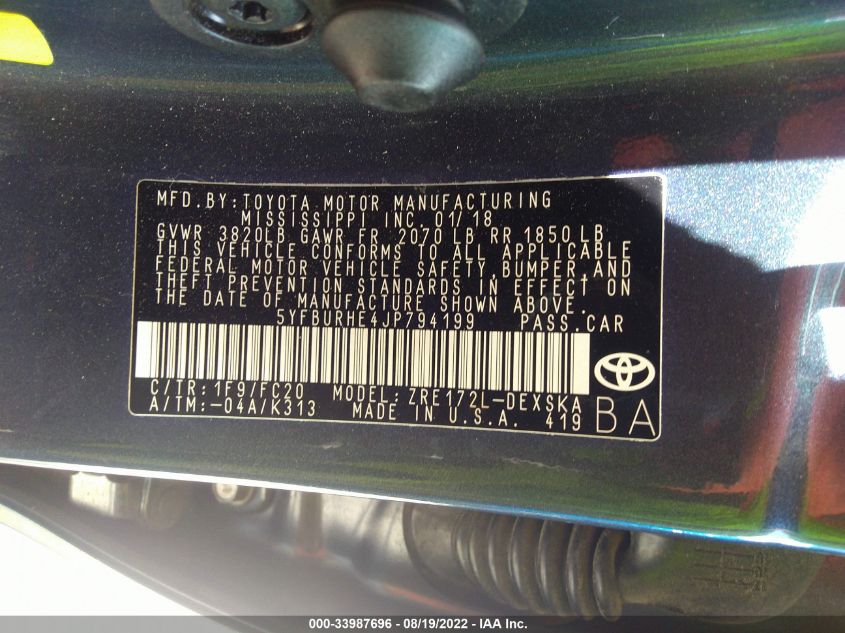 MFD. BY: TOYOTA MOTOR MANUFACTURING
MISSISSIPPI INC. 01/18
GVWR 3820LB GAWR FR 2070 LB RR 1850 LB
THIS VEHICLE CONFORMS TO ALL APPLICABLE
FEDERAL MOTOR VEHICLE SAFETY, BUMPER, AND
THEFT PREVENTION STANDARDS IN EFFECT ON
THE DATE OF MANUFACTURE SHOWN ABOVE.
5YFBURHE4JP794199 PASS. CAR
C/TR: 1F9/FC20 MODEL: ZRE172L-DEXSKA
A/TM: -04A/K313 MADE IN U.S.A. 419 BA
000-33987696 - 08/19/2022 - IAA Inc.